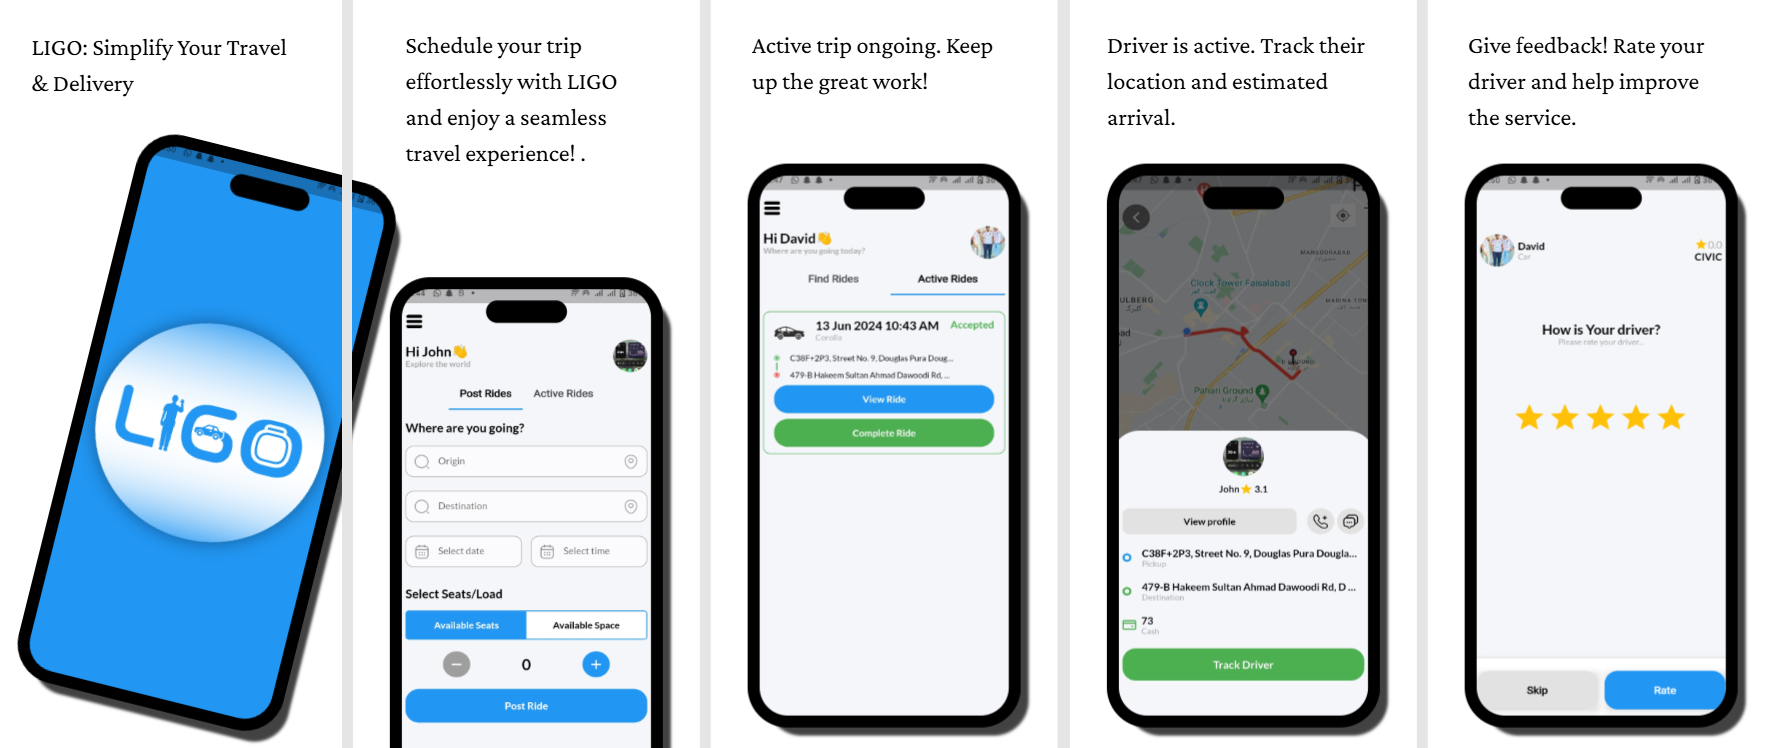 LIGO: Simplify Your Travel
& Delivery
LIGO
Schedule your trip
effortlessly with LIGO
and enjoy a seamless
travel experience! .
Hi John👋
Explore the world
Post Rides Active Rides
Where are you going?
Origin
Destination
Select date Select time
Select Seats/Load
Available Seats Available Space
0
Post Ride
Active trip ongoing. Keep
up the great work!
Hi David👋
Where are you going today?
Find Rides Active Rides
13 Jun 2024 10:43 AM Accepted
Corolla
C38F+2P3, Street No. 9, Douglas Pura Doug...
479-B Hakeem Sultan Ahmad Dawoodi Rd, ...
View Ride
Complete Ride
Driver is active. Track their
location and estimated
arrival.
MANSOORABAD
Clock Tower Faisalabad
ULBERG
گلبرگ
MADINA TOW
ad
Pahari Ground
John ⭐ 3.1
View profile
C38F+2P3, Street No. 9, Douglas Pura Dougla...
Pickup
479-B Hakeem Sultan Ahmad Dawoodi Rd, D ...
Destination
73
Cash
Track Driver
Give feedback! Rate your
driver and help improve
the service.
David ⭐ 0.0
Car CIVIC
How is Your driver?
Please rate your driver...
Skip Rate